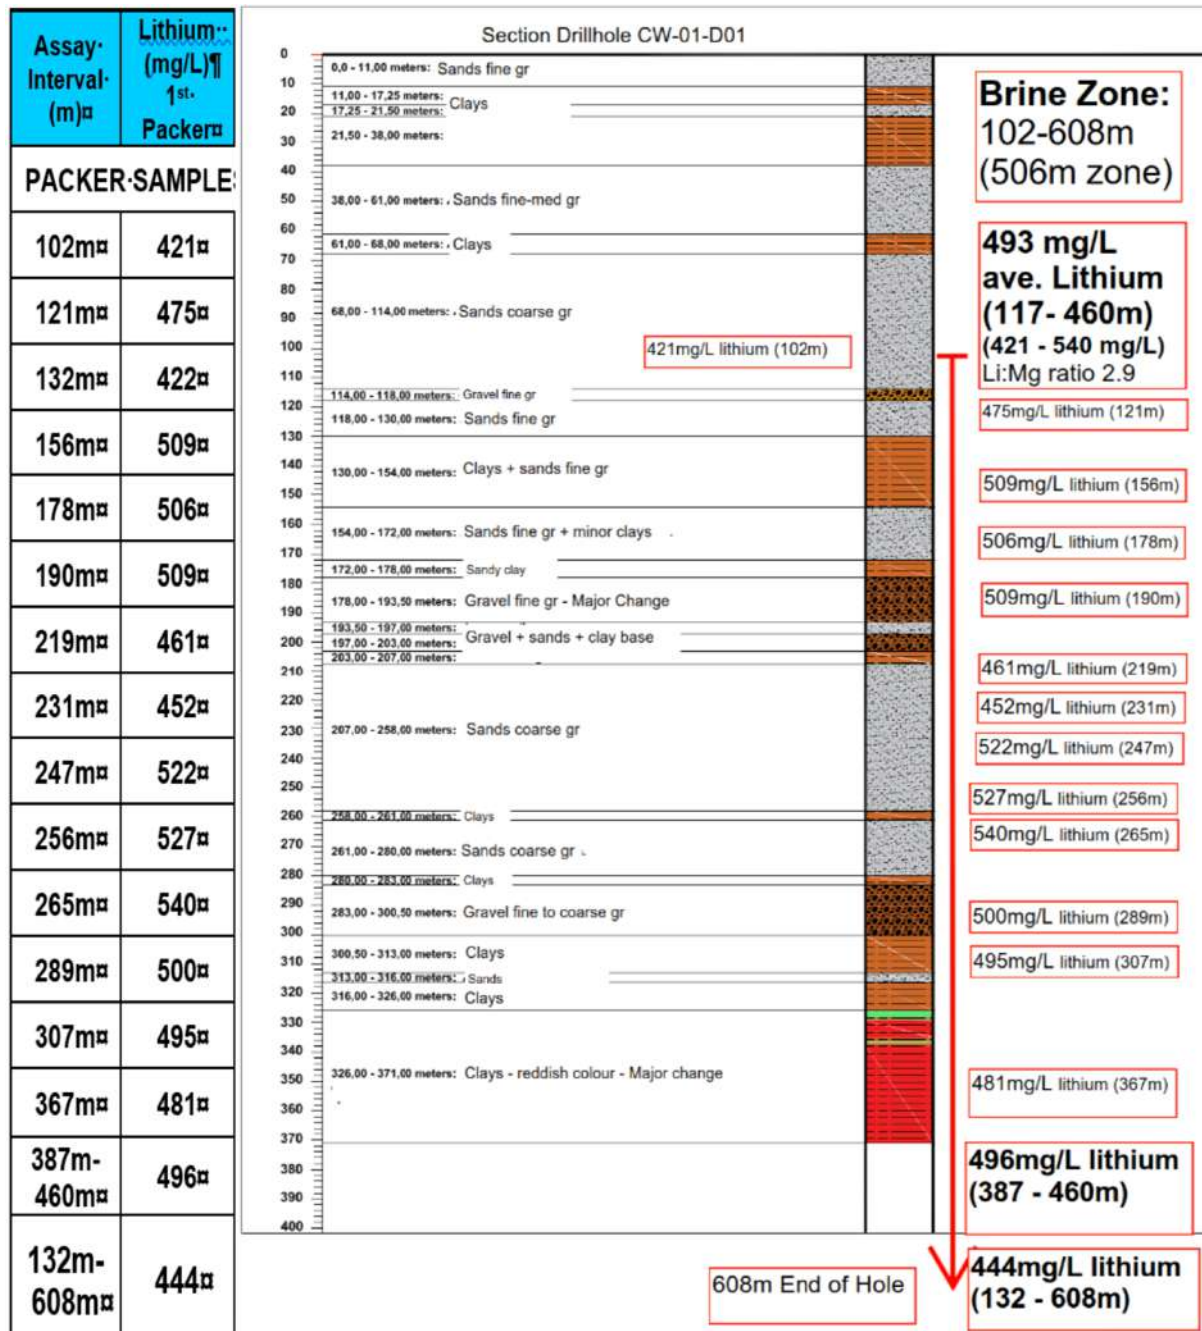 Assay·
Interval·
(m)¤
Lithium··
(mg/L)¶
1st·
Packer¤
PACKER·SAMPLES
102m¤ 421¤
121m¤ 475¤
132m¤ 422¤
156m¤ 509¤
178m¤ 506¤
190m¤ 509¤
219m¤ 461¤
231m¤ 452¤
247m¤ 522¤
256m¤ 527¤
265m¤ 540¤
289m¤ 500¤
307m¤ 495¤
367m¤ 481¤
387m-
460m¤ 496¤
132m-
608m¤ 444¤
Section Drillhole CW-01-D01
0
10
20
30
40
50
60
70
80
90
100
110
120
130
140
150
160
170
180
190
200
210
220
230
240
250
260
270
280
290
300
310
320
330
340
350
360
370
380
390
400
0,0 - 11,00 meters: Sands fine gr
11,00 - 17,25 meters:
Clays
17,25 - 21,50 meters:
21,50 - 38,00 meters:
38,00 - 61,00 meters: . Sands fine-med gr
61,00 - 68,00 meters: . Clays
68,00 - 114,00 meters: . Sands coarse gr
421mg/L lithium (102m)
114,00 - 118,00 meters: Gravel fine gr
118,00 - 130,00 meters: Sands fine gr
130,00 - 154,00 meters: Clays + sands fine gr
154,00 - 172,00 meters: Sands fine gr + minor clays
172,00 - 178,00 meters: Sandy clay
178,00 - 193,50 meters: Gravel fine gr - Major Change
193,50 - 197,00 meters:
Gravel + sands + clay base
197,00 - 203,00 meters:
203,00 - 207,00 meters:
207,00 - 258,00 meters: Sands coarse gr
258,00 - 261,00 meters: Clays
261,00 - 280,00 meters: Sands coarse gr
280,00 - 283,00 meters: Clays
283,00 - 300,50 meters: Gravel fine to coarse gr
300,50 - 313,00 meters: Clays
313,00 - 316,00 meters: Sands
316,00 - 326,00 meters: Clays
326,00 - 371,00 meters: Clays - reddish colour - Major change
608m End of Hole
Brine Zone:
102-608m
(506m zone)
493 mg/L
ave. Lithium
(117- 460m)
(421 - 540 mg/L)
Li:Mg ratio 2.9
475mg/L lithium (121m)
509mg/L lithium (156m)
506mg/L lithium (178m)
509mg/L lithium (190m)
461mg/L lithium (219m)
452mg/L lithium (231m)
522mg/L lithium (247m)
527mg/L lithium (256m)
540mg/L lithium (265m)
500mg/L lithium (289m)
495mg/L lithium (307m)
481mg/L lithium (367m)
496mg/L lithium
(387 - 460m)
444mg/L lithium
(132 - 608m)